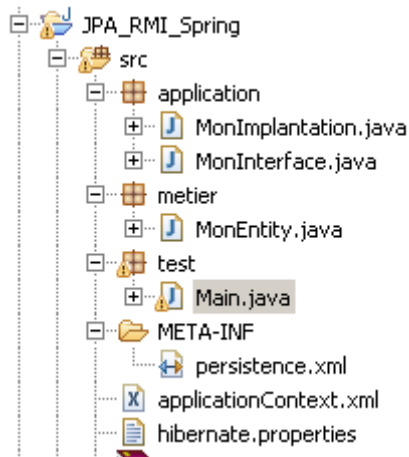 JPA_RMI_Spring
src
application
MonImplantation.java
MonInterface.java
metier
MonEntity.java
test
Main.java
META-INF
persistence.xml
applicationContext.xml
hibernate.properties